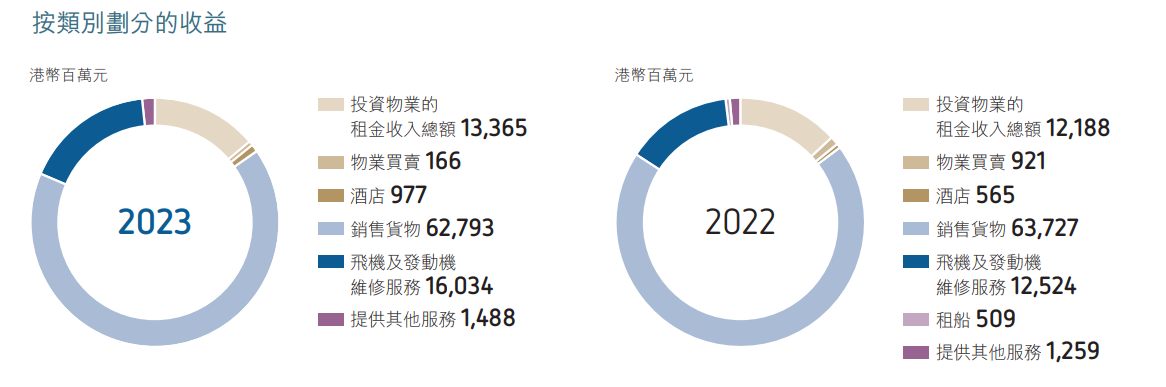 按類別劃分的收益
港幣百萬元
2023
投資物業的
租金收入總額 13,365
物業買賣 166
酒店 977
銷售貨物 62,793
飛機及發動機
維修服務 16,034
提供其他服務 1,488
港幣百萬元
2022
投資物業的
租金收入總額 12,188
物業買賣 921
酒店 565
銷售貨物 63,727
飛機及發動機
維修服務 12,524
租船 509
提供其他服務 1,259